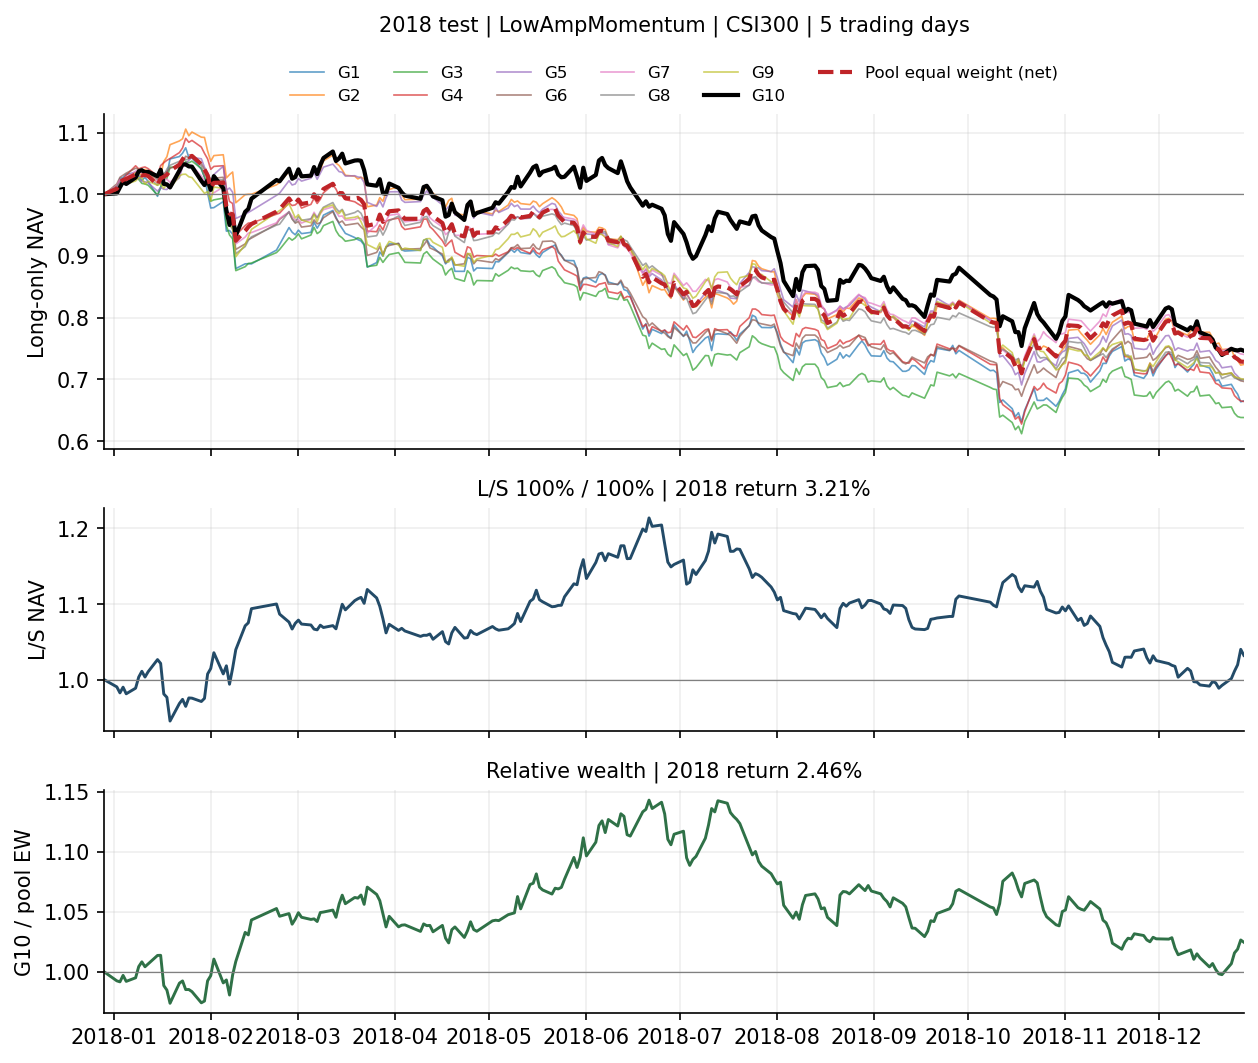 2018 test | LowAmpMomentum | CSI300 | 5 trading days
G1 G3 G5 G7 G9 Pool equal weight (net)
G2 G4 G6 G8 G10
Long-only NAV
1.1
1.0
0.9
0.8
0.7
0.6
L/S 100% / 100% | 2018 return 3.21%
L/S NAV
1.2
1.1
1.0
Relative wealth | 2018 return 2.46%
G10 / pool EW
1.15
1.10
1.05
1.00
2018-01 2018-02 2018-03 2018-04 2018-05 2018-06 2018-07 2018-08 2018-09 2018-10 2018-11 2018-12